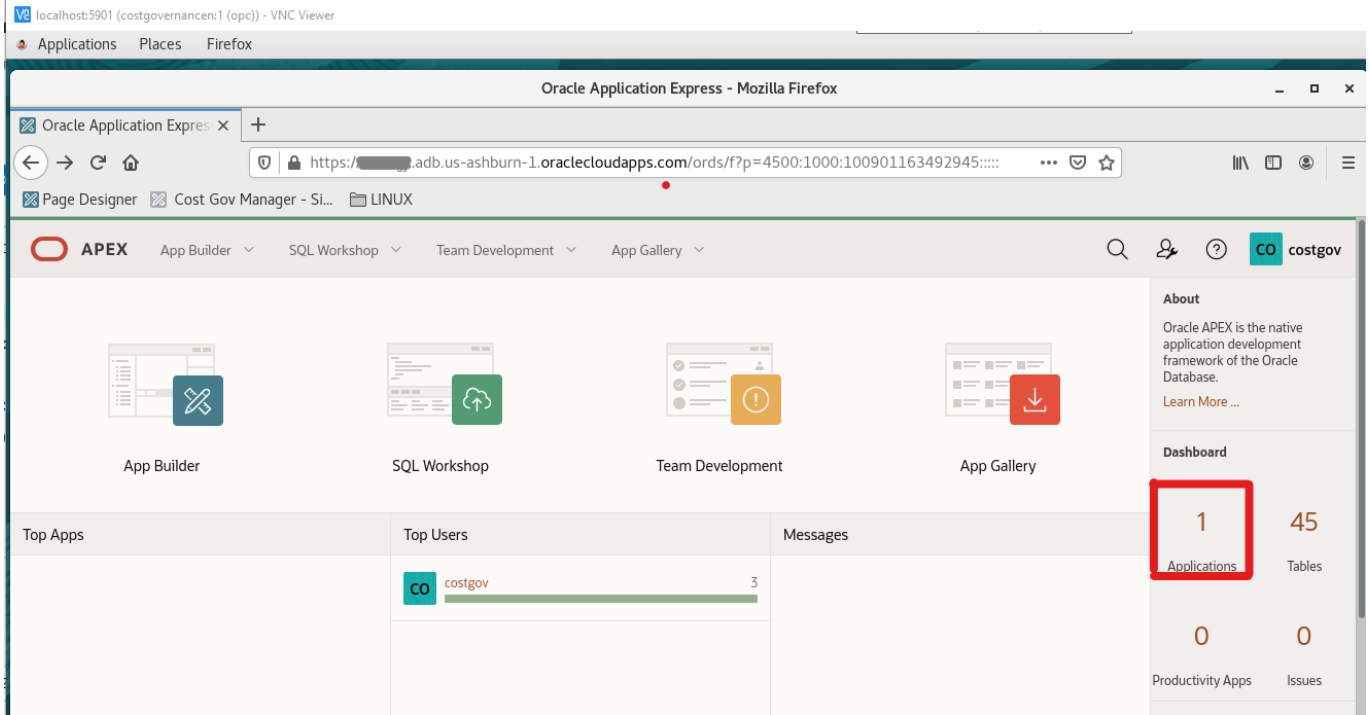 V2 localhost:5901 (costgovernancen:1 (opc)) - VNC Viewer
Applications Places Firefox
Oracle Application Express - Mozilla Firefox
Oracle Application Expres
https:/ .adb.us-ashburn-1.oraclecloudapps.com/ords/f?p=4500:1000:100901163492945:::::
Page Designer Cost Gov Manager - Si... LINUX
APEX App Builder SQL Workshop Team Development App Gallery CO costgov
About
Oracle APEX is the native
application development
framework of the Oracle
Database.
Learn More ...
App Builder SQL Workshop Team Development App Gallery
Dashboard
1 45
Applications Tables
0 0
Productivity Apps Issues
Top Apps Top Users Messages
CO costgov 3